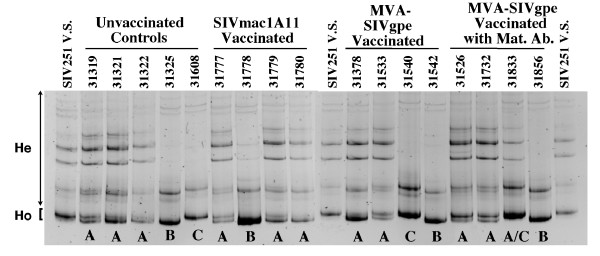 Unvaccinated Controls
SIVmac1A11 Vaccinated
MVA-SIVgpe Vaccinated
MVA-SIVgpe Vaccinated with Mat. Ab.
SIV251 V.S.
31319
31321
31322
31325
31608
31777
31778
31779
31780
SIV251 V.S.
31378
31533
31540
31542
31526
31732
31833
31856
SIV251 V.S.
He
Ho
A A A B C A B A A A A C B A A A/C B